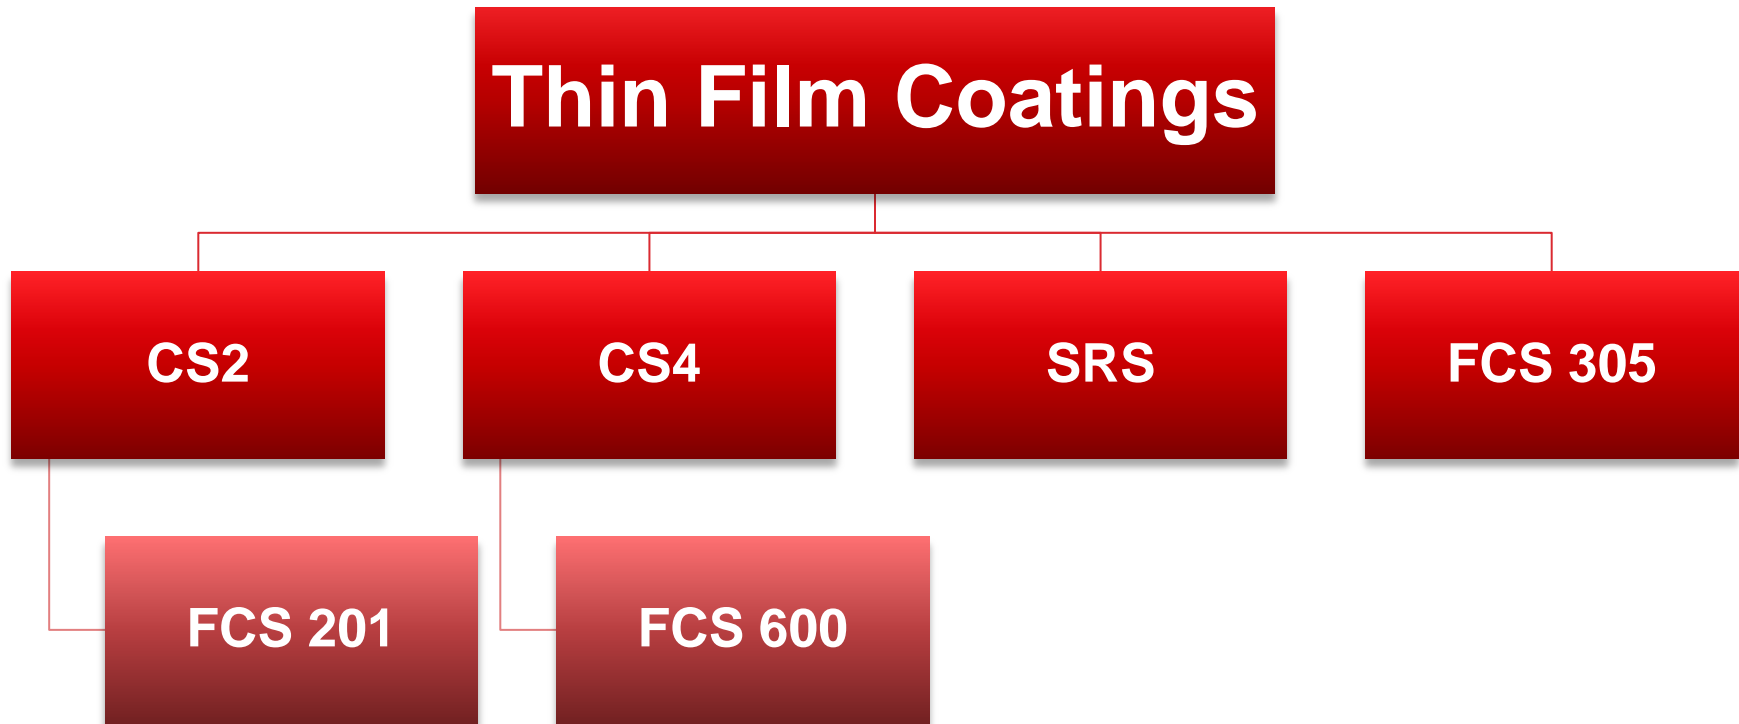 Thin Film Coatings
CS2
CS4
SRS
FCS 305
FCS 201
FCS 600